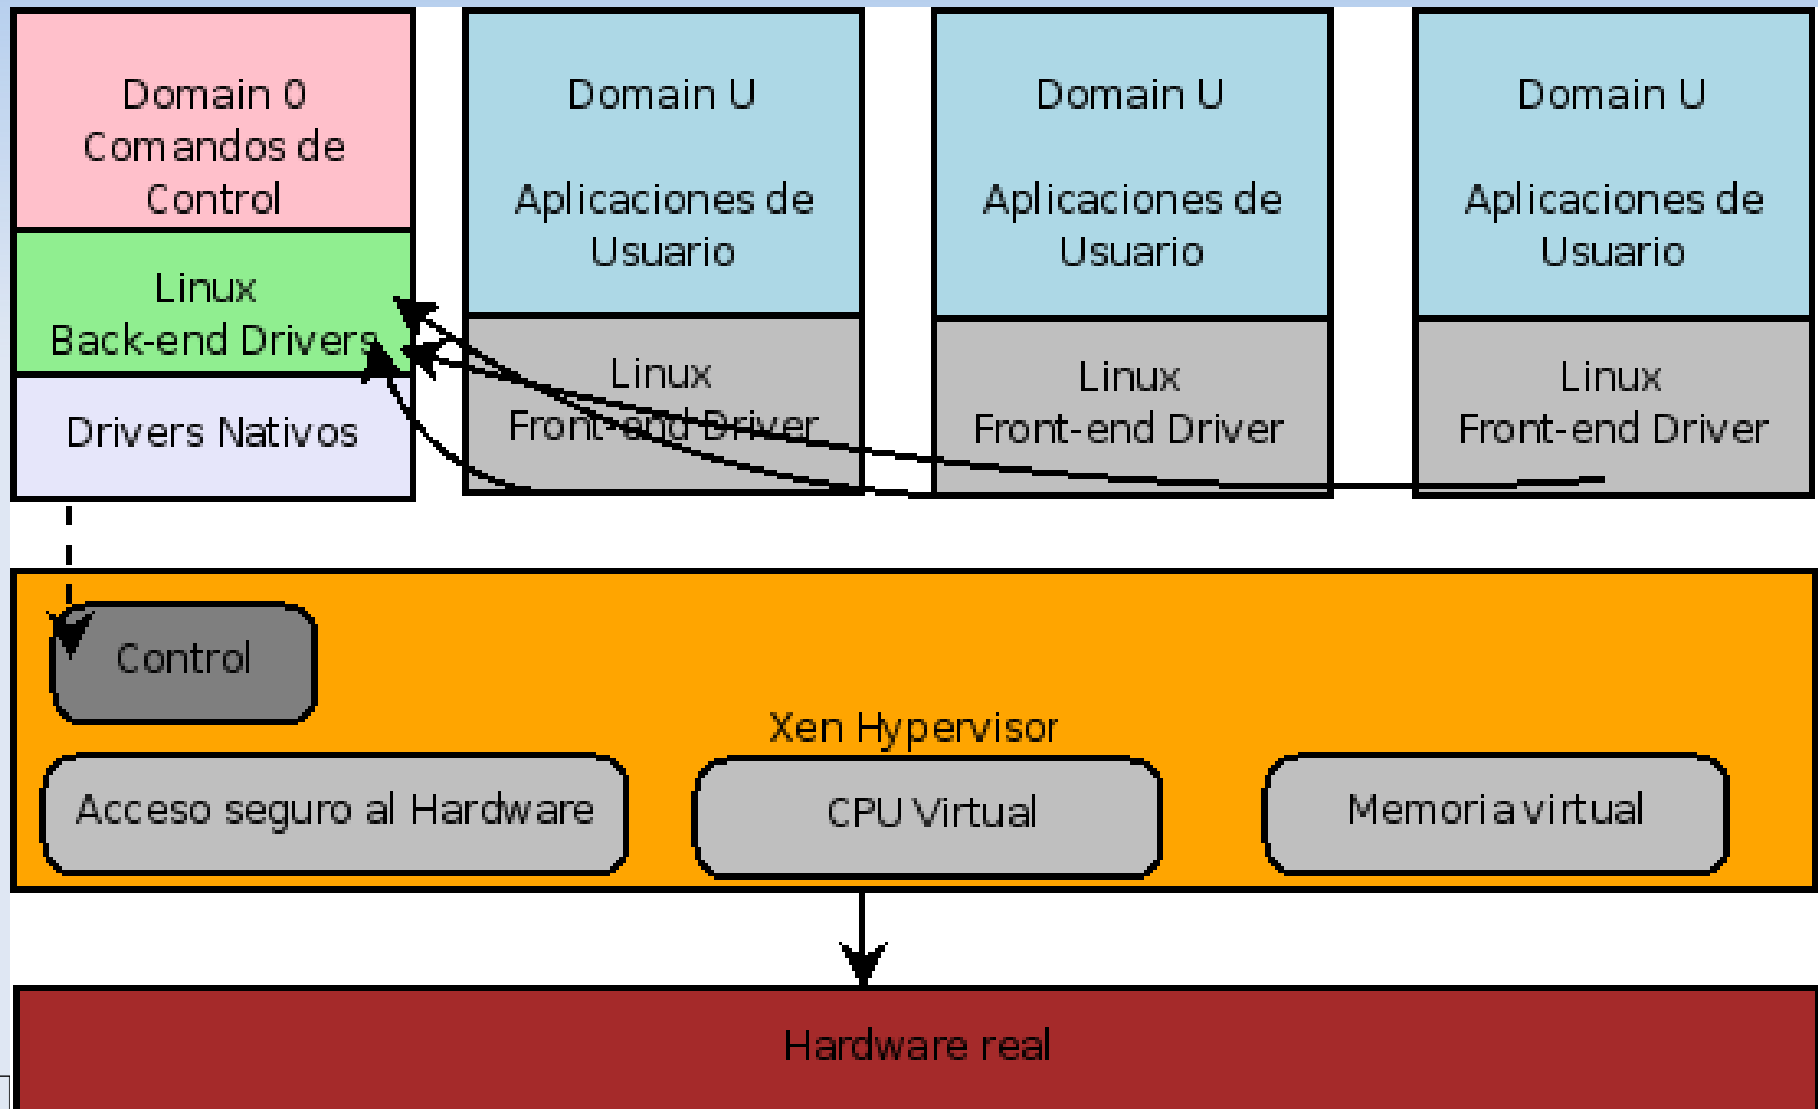 Domain 0
Comandos de
Control
Linux
Back-end Drivers
Drivers Nativos
Domain U
Aplicaciones de
Usuario
Linux
Front-end Driver
Domain U
Aplicaciones de
Usuario
Linux
Front-end Driver
Domain U
Aplicaciones de
Usuario
Linux
Front-end Driver
Control
Xen Hypervisor
Acceso seguro al Hardware
CPU Virtual
Memoria virtual
Hardware real